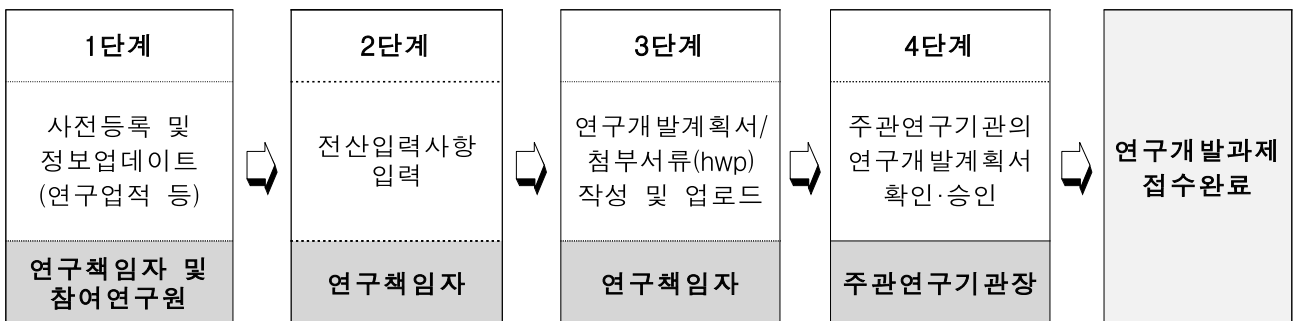 1단계
사전등록 및
정보업데이트
(연구업적 등)
연구책임자 및
참여연구원
2단계
전산입력사항
입력
연구책임자
3단계
연구개발계획서/
첨부서류(hwp)
작성 및 업로드
연구책임자
4단계
주관연구기관의
연구개발계획서
확인·승인
주관연구기관장
연구개발과제
접수완료